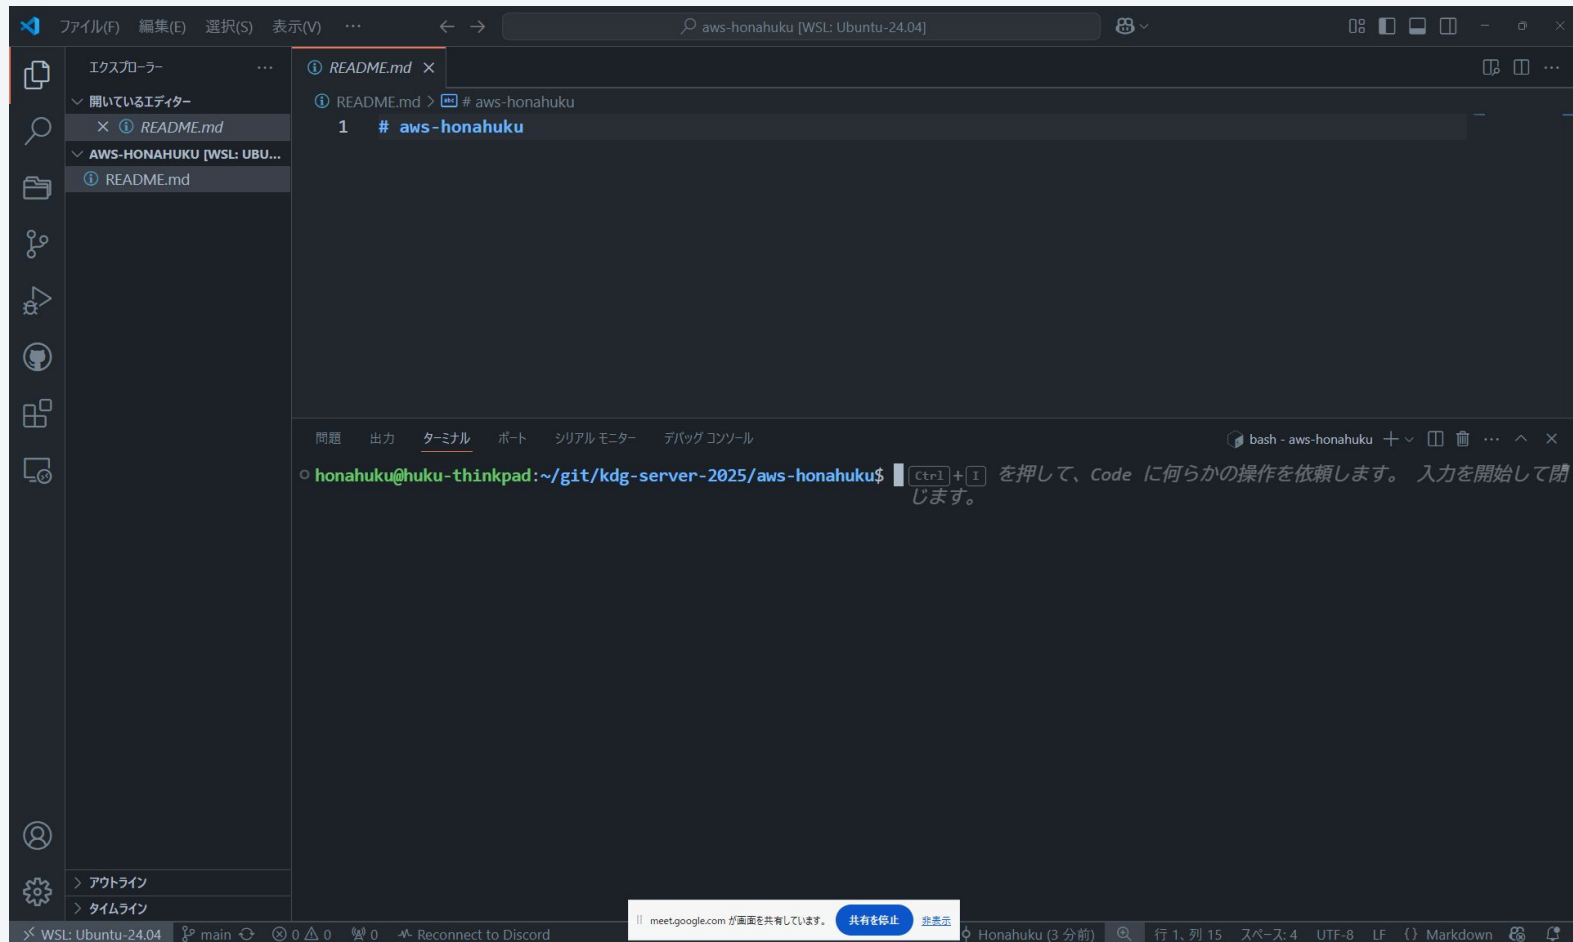 ファイル(F) 編集(E) 選択(S) 表示(V) ··· ← → aws-honahuku [WSL: Ubuntu-24.04]
エクスプローラー ···
開いているエディター
README.md
AWS-HONAHUKU [WSL: UBU...
README.md
アウトライン
タイムライン
README.md
README.md > # aws-honahuku
1 # aws-honahuku
問題 出力 ターミナル ポート シリアル モニター デバッグ コンソール
bash - aws-honahuku
honahuku@huku-thinkpad:~/git/kdg-server-2025/aws-honahuku$ Ctrl+I を押して、Code に何らかの操作を依頼します。 入力を開始して閉
じます。
meet.google.com が画面を共有しています。 共有を停止 非表示
WSL: Ubuntu-24.04 main 0 0 0 Reconnect to Discord Honahuku (3 分前) 行 1、列 15 スペース: 4 UTF-8 LF {} Markdown